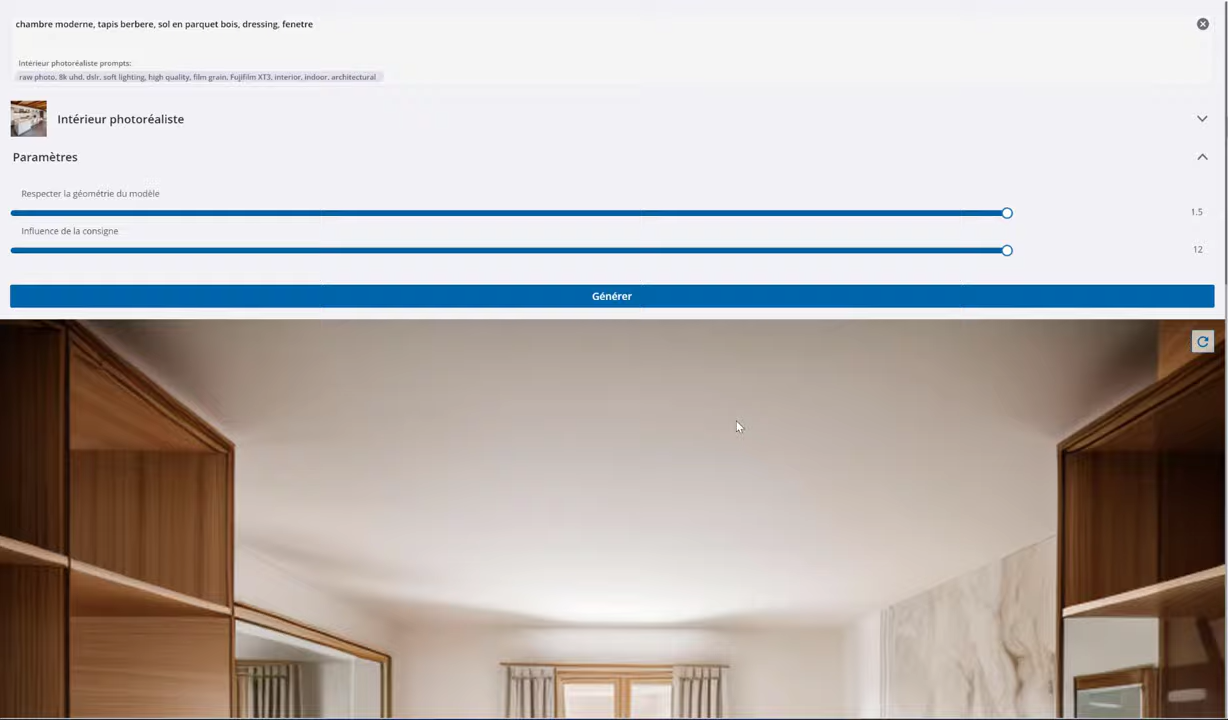 chambre moderne, tapis berbere, sol en parquet bois, dressing, fenetre
Intérieur photoréaliste prompts:
raw photo, 8k uhd, dslr, soft lighting, high quality, film grain, Fujifilm XT3, interior, indoor, architectural
Intérieur photoréaliste
Paramètres
Respecter la géométrie du modèle
1.5
Influence de la consigne
12
Générer